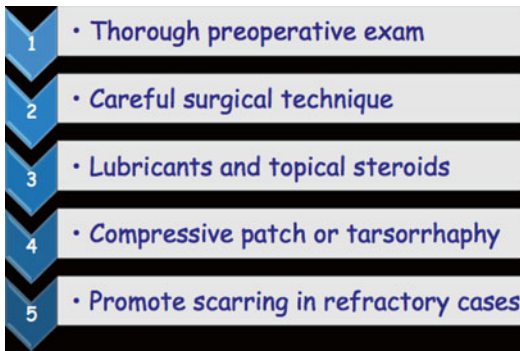 1 • Thorough preoperative exam
2 • Careful surgical technique
3 • Lubricants and topical steroids
4 • Compressive patch or tarsorrhaphy
5 • Promote scarring in refractory cases